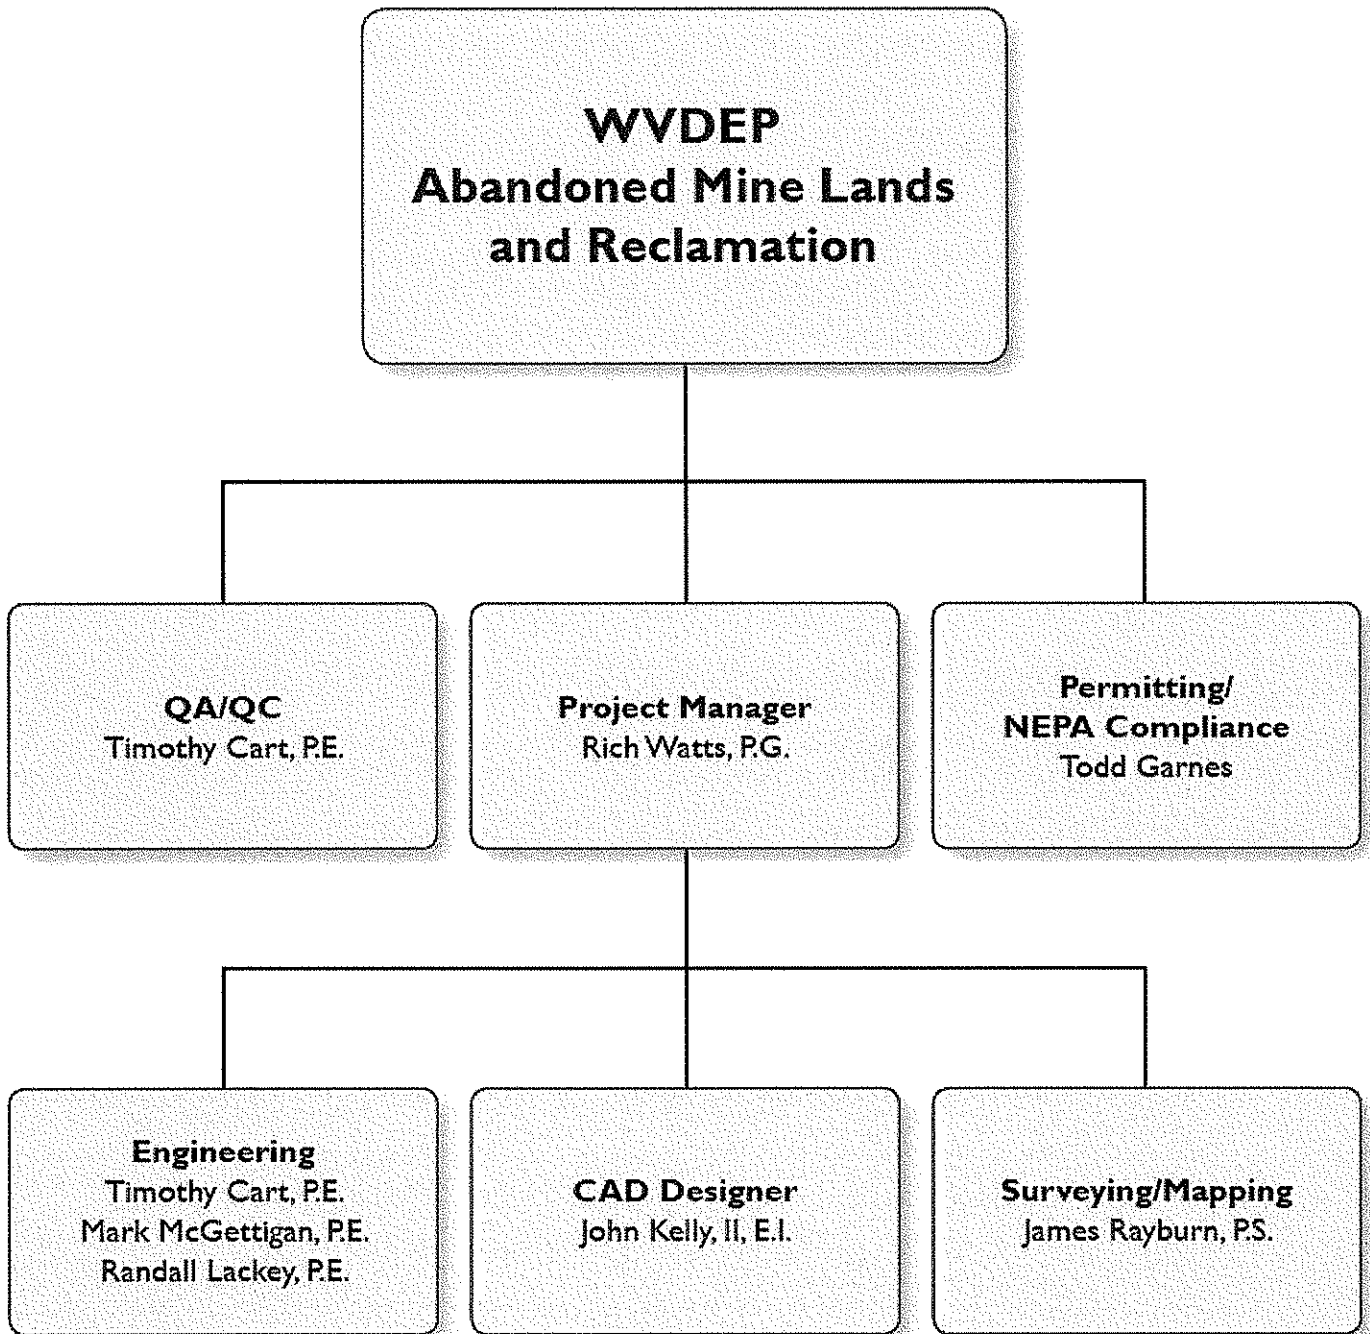 WVDEP
Abandoned Mine Lands
and Reclamation
QA/QC
Timothy Cart, P.E.
Project Manager
Rich Watts, P.G.
Permitting/
NEPA Compliance
Todd Garnes
Engineering
Timothy Cart, P.E.
Mark McGettigan, P.E.
Randall Lackey, P.E.
CAD Designer
John Kelly, II, E.I.
Surveying/Mapping
James Rayburn, P.S.